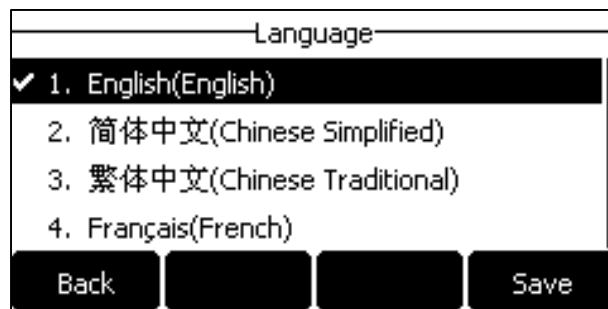 Language
✔ 1. English(English)
2. 简体中文(Chinese Simplified)
3. 繁体中文(Chinese Traditional)
4. Français(French)
Back Save